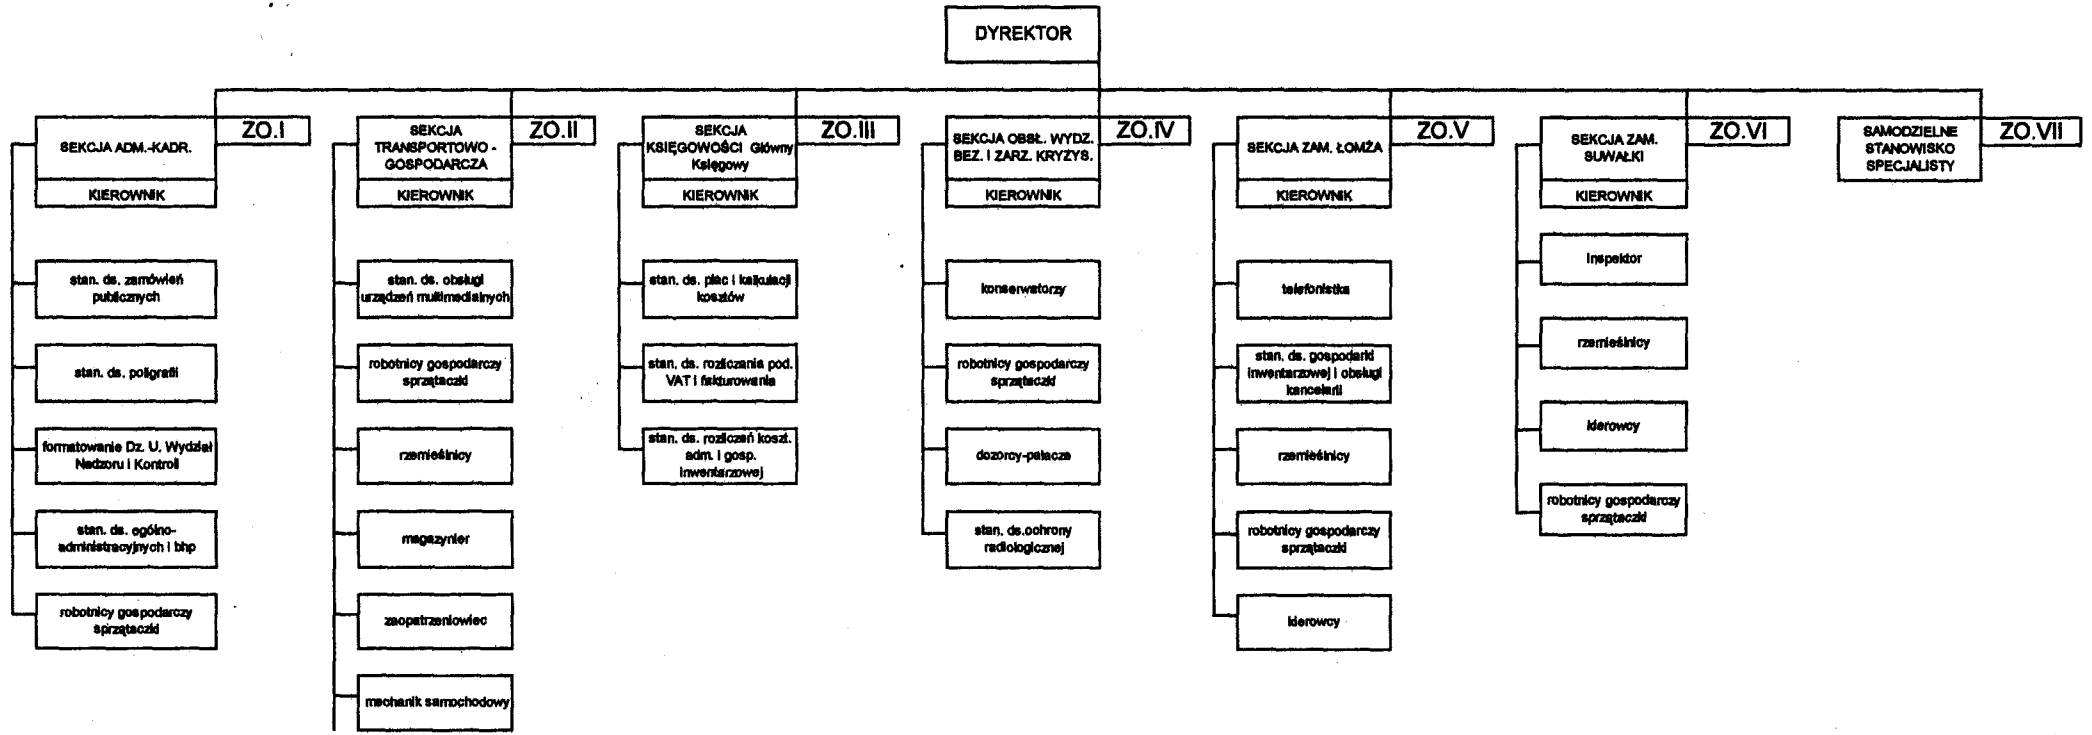 DYREKTOR
SEKCJA ADM.-KADR.
ZO.I
KIEROWNIK
stan. ds. zamówień
publicznych
stan. ds. poligrafii
formatowanie Dz. U. Wydział
Nadzoru i Kontroli
stan. ds. ogólno-
administracyjnych i bhp
robotnicy gospodarczy
sprzątaczki
SEKCJA
TRANSPORTOWO -
GOSPODARCZA
ZO.II
KIEROWNIK
stan. ds. obsługi
urządzeń multimedialnych
robotnicy gospodarczy
sprzątaczki
rzemieślnicy
magazynier
zaopatrzeniowiec
mechanik samochodowy
SEKCJA
KSIĘGOWOŚCI Główny
Księgowy
ZO.III
KIEROWNIK
stan. ds. płac i kalkulacji
kosztów
stan. ds. rozliczania pod.
VAT i fakturowania
stan. ds. rozliczeń koszt.
adm. i gosp.
inwentarzowej
SEKCJA OBSŁ. WYDZ.
BEZ. I ZARZ. KRYZYS.
ZO.IV
KIEROWNIK
konserwatorzy
robotnicy gospodarczy
sprzątaczki
dozorcy-palacze
stan. ds.ochrony
radiologicznej
SEKCJA ZAM. ŁOMŻA
ZO.V
KIEROWNIK
telefonistka
stan. ds. gospodarki
inwentarzowej i obsługi
kancelarii
rzemieślnicy
robotnicy gospodarczy
sprzątaczki
kierowcy
SEKCJA ZAM.
SUWAŁKI
ZO.VI
KIEROWNIK
inspektor
rzemieślnicy
kierowcy
robotnicy gospodarczy
sprzątaczki
SAMODZIELNE
STANOWISKO
SPECJALISTY
ZO.VII